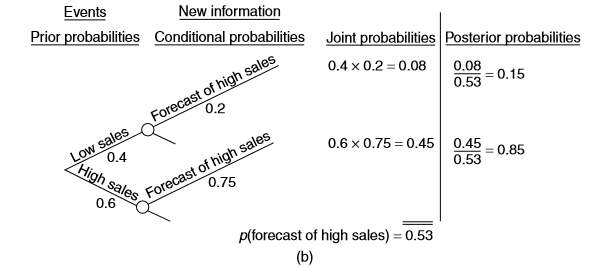 Events New information
Prior probabilities Conditional probabilities Joint probabilities Posterior probabilities
Forecast of high sales 0.4 × 0.2 = 0.08 0.08/0.53 = 0.15
0.2
Low sales
0.4
Forecast of high sales 0.6 × 0.75 = 0.45 0.45/0.53 = 0.85
0.75
High sales
0.6
p(forecast of high sales) = 0.53
(b)